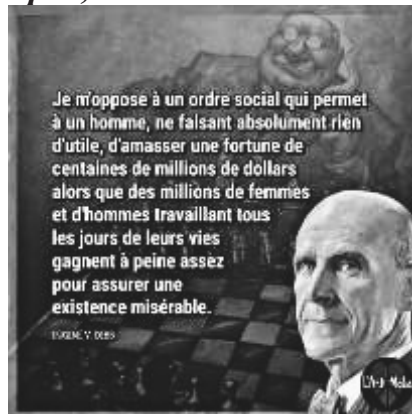 Je m'oppose à un ordre social qui permet
à un homme, ne faisant absolument rien
d'utile, d'amasser une fortune de
centaines de millions de dollars
alors que des millions de femmes
et d'hommes travaillant tous
les jours de leurs vies
gagnent à peine assez
pour assurer une
existence misérable.
EUGENE V. DEBS